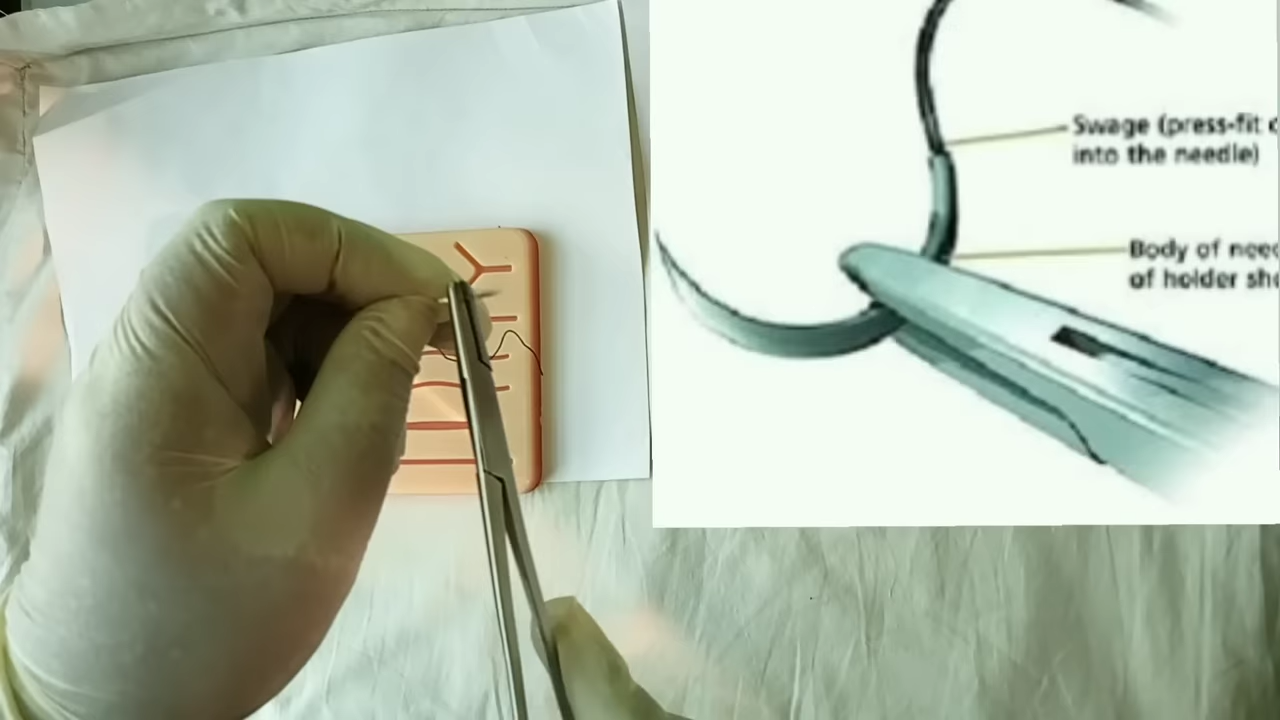 Swage (press-fit
into the needle)
Body of
of holder